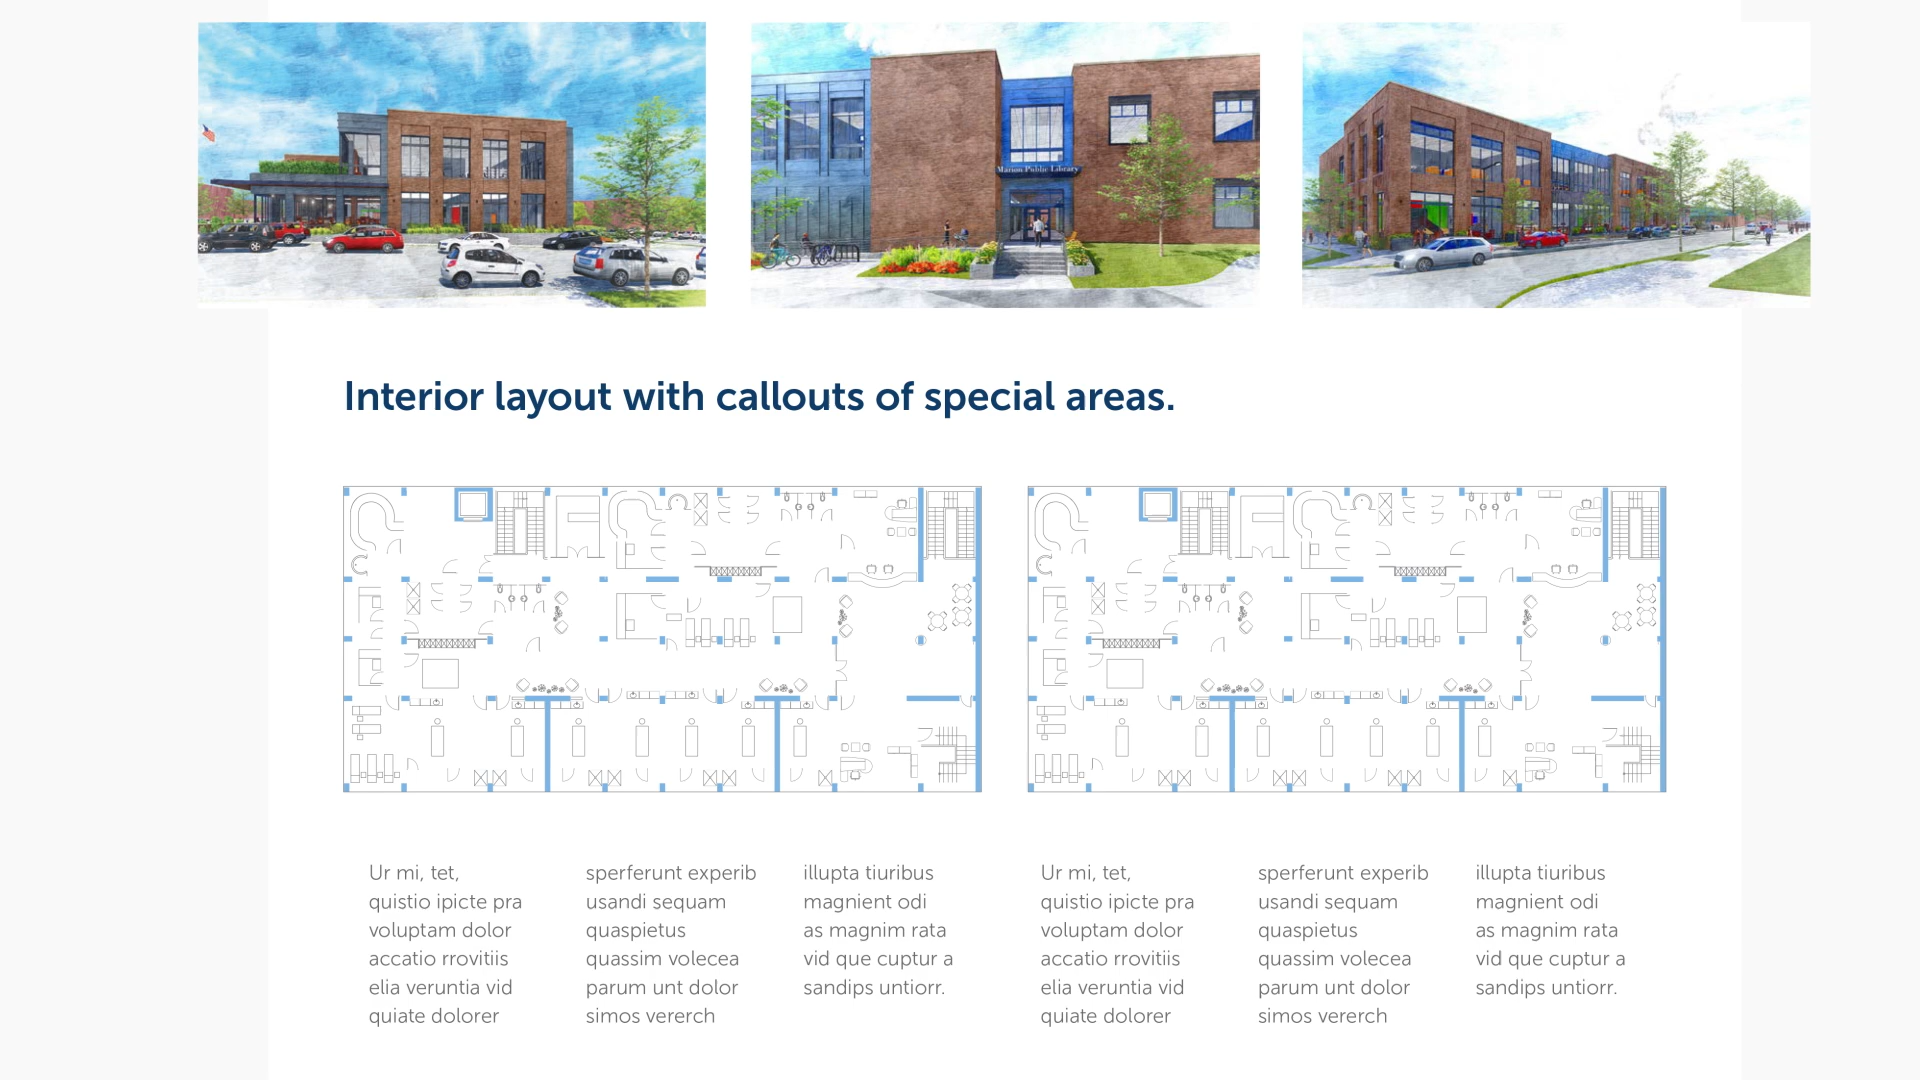 Marion Public Library
Interior layout with callouts of special areas.
Ur mi, tet,
quistio ipicte pra
voluptam dolor
accatio rrovitiis
elia veruntia vid
quiate dolorer
sperferunt experib
usandi sequam
quaspietus
quassim volecea
parum unt dolor
simos vererch
illupta tiuribus
magnient odi
as magnim rata
vid que cuptur a
sandips untiorr.
Ur mi, tet,
quistio ipicte pra
voluptam dolor
accatio rrovitiis
elia veruntia vid
quiate dolorer
sperferunt experib
usandi sequam
quaspietus
quassim volecea
parum unt dolor
simos vererch
illupta tiuribus
magnient odi
as magnim rata
vid que cuptur a
sandips untiorr.